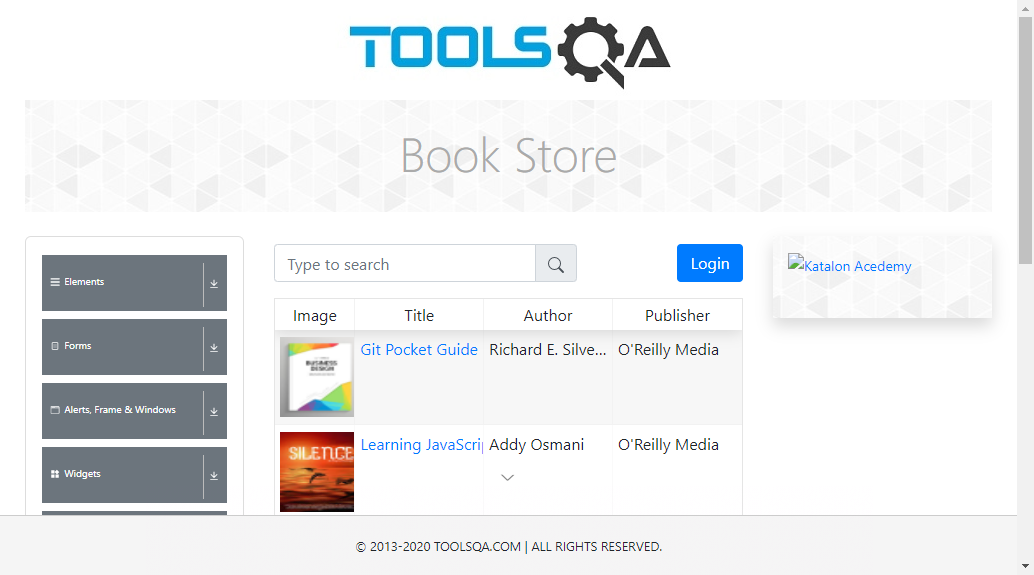 TOOLSQA
Book Store
Elements
Forms
Alerts, Frame & Windows
Widgets
Type to search
Login
Image Title Author Publisher
Git Pocket Guide Richard E. Silve... O'Reilly Media
BUSINESS
DESIGN
Learning JavaScri Addy Osmani O'Reilly Media
SILENCE
Katalon Acedemy
© 2013-2020 TOOLSQA.COM | ALL RIGHTS RESERVED.